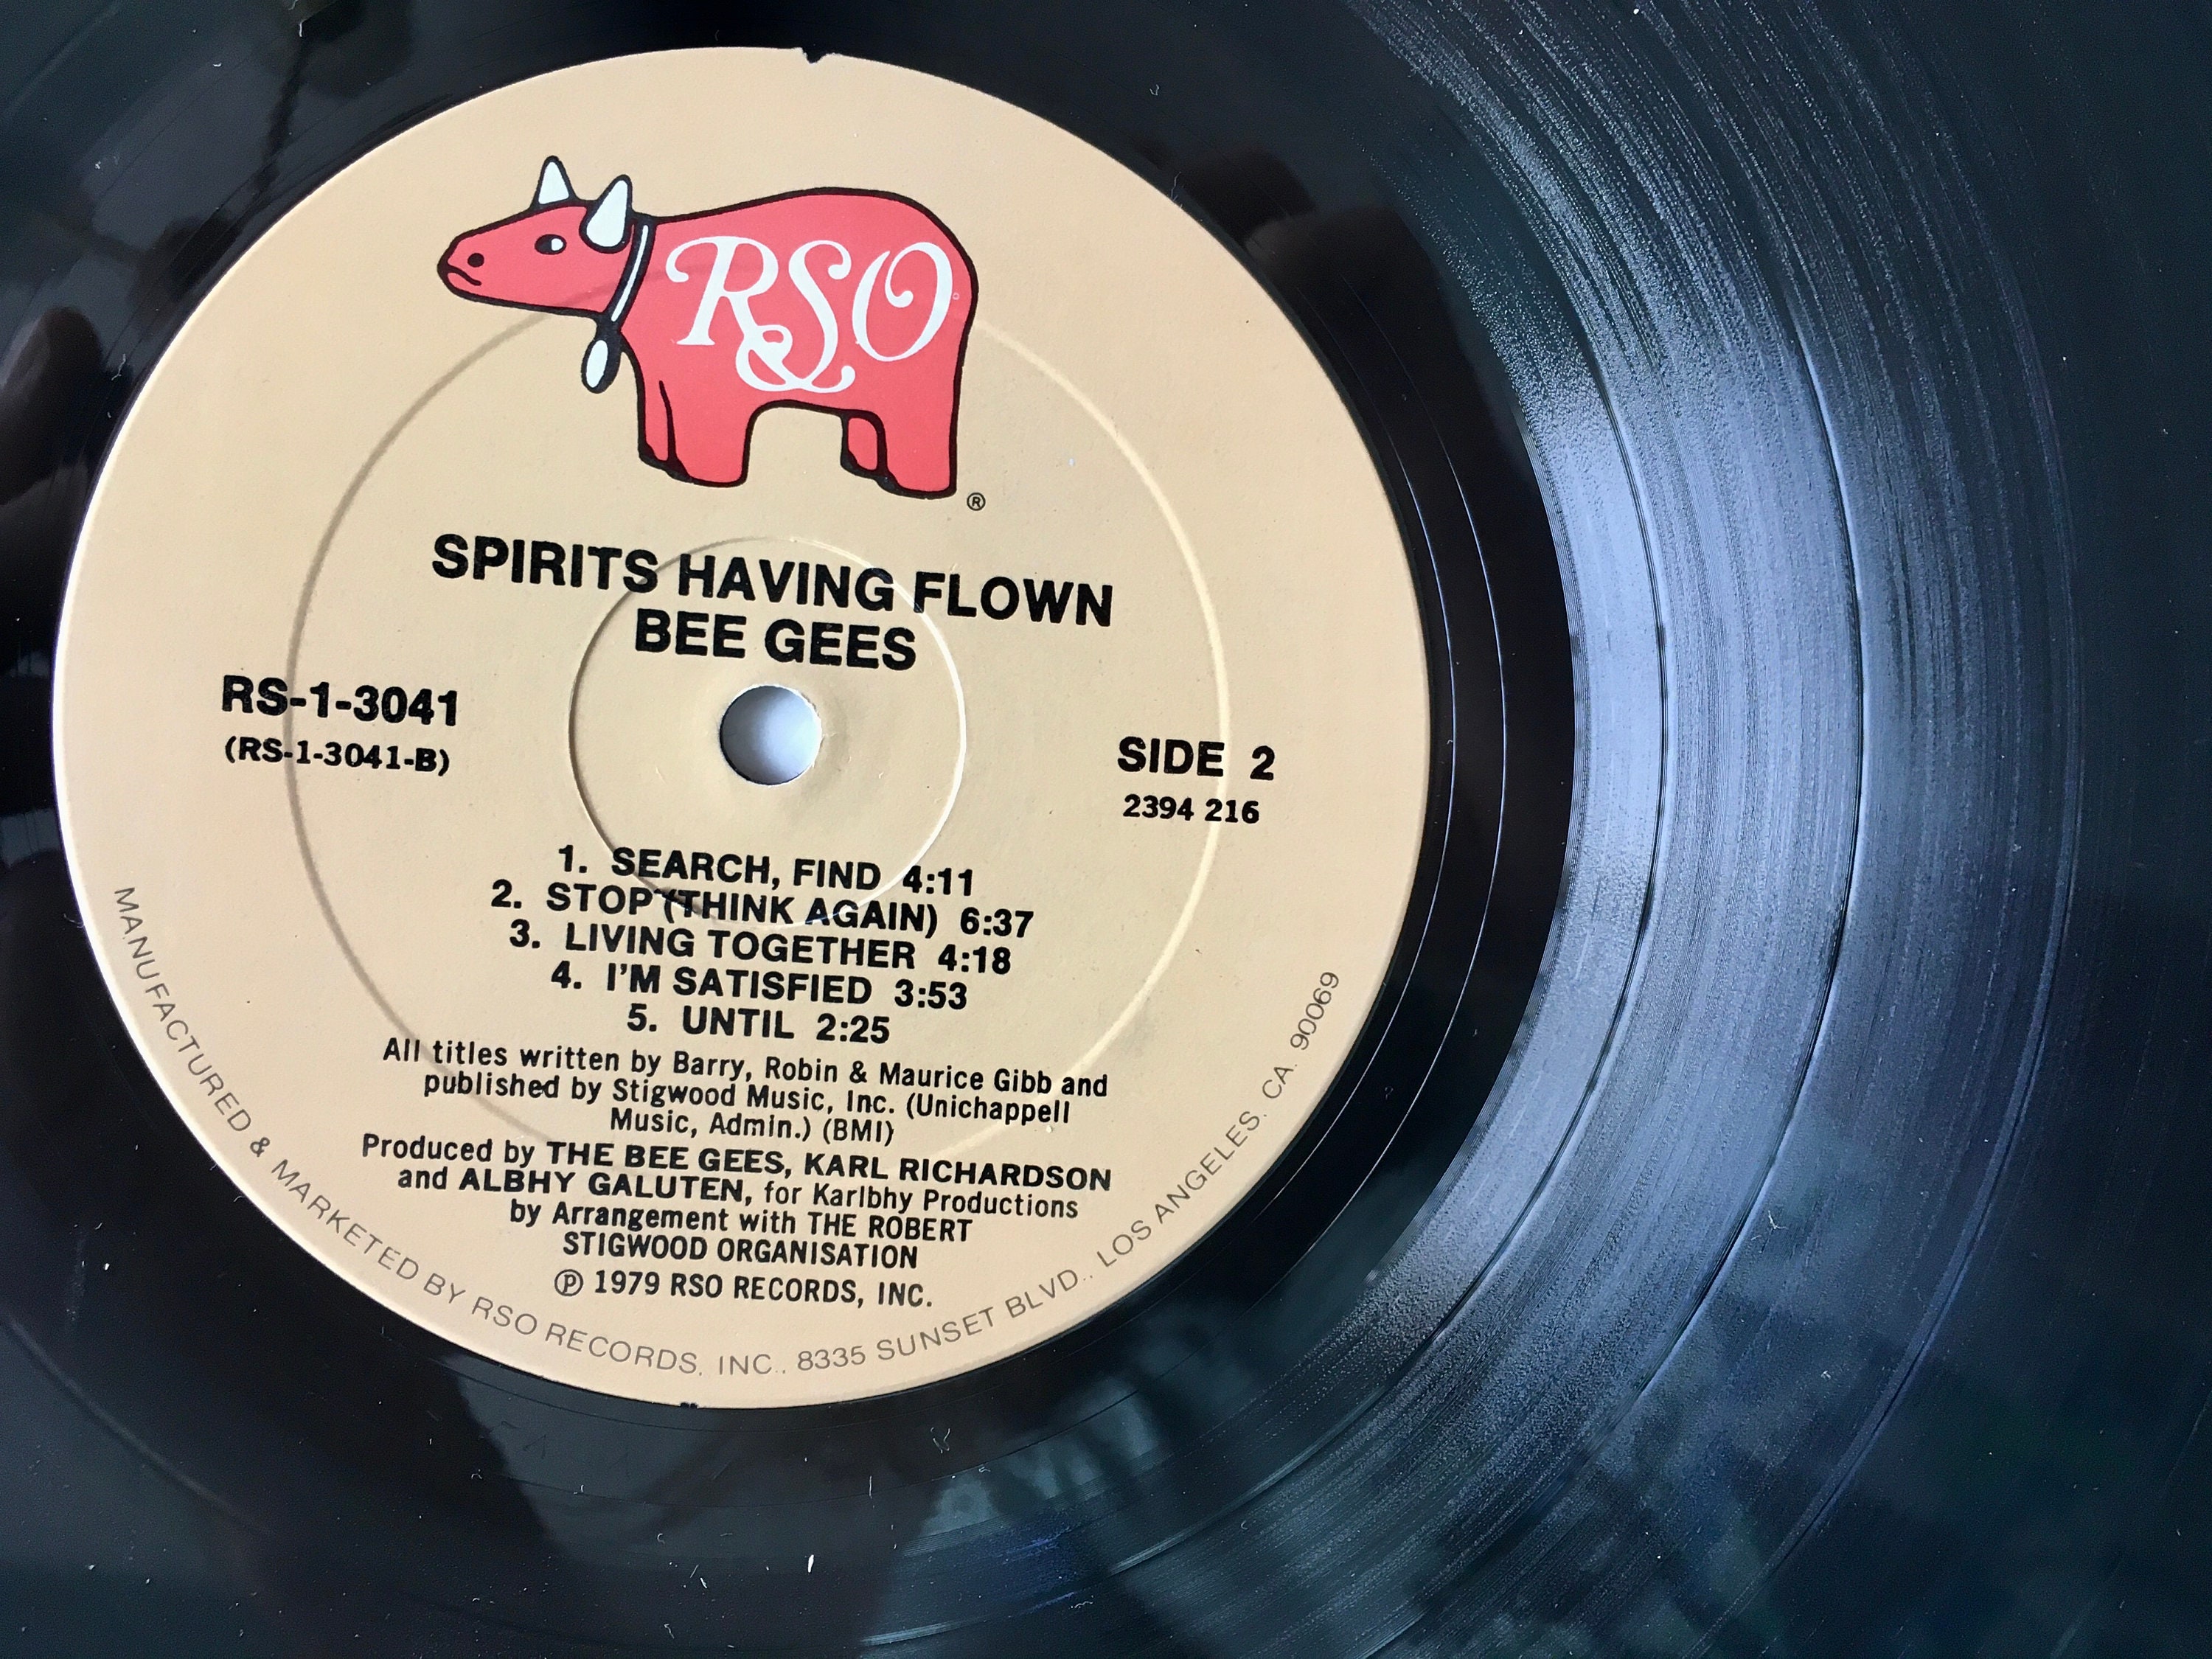 RSO
®
SPIRITS HAVING FLOWN
BEE GEES
RS-1-3041
(RS-1-3041-B)
SIDE 2
2394 216
1. SEARCH, FIND 4:11
2. STOP (THINK AGAIN) 6:37
3. LIVING TOGETHER 4:18
4. I'M SATISFIED 3:53
5. UNTIL 2:25
All titles written by Barry, Robin & Maurice Gibb and
published by Stigwood Music, Inc. (Unichappell
Music, Admin.) (BMI)
Produced by THE BEE GEES, KARL RICHARDSON
and ALBHY GALUTEN, for Karlbhy Productions
by Arrangement with THE ROBERT
STIGWOOD ORGANISATION
℗ 1979 RSO RECORDS, INC.
MANUFACTURED & MARKETED BY RSO RECORDS, INC., 8335 SUNSET BLVD., LOS ANGELES, CA. 90069